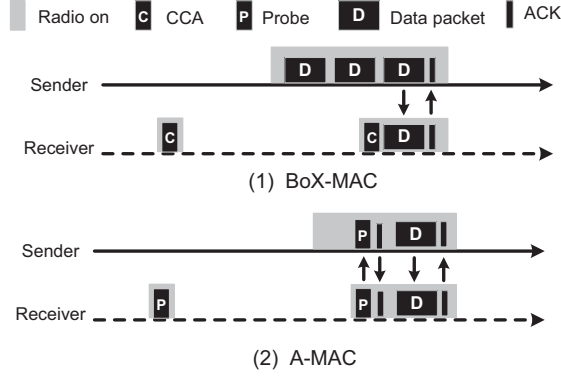 Radio on C CCA P Probe D Data packet ACK
D D D
Sender
C C D
Receiver
(1) BoX-MAC
P D
Sender
P P D
Receiver
(2) A-MAC